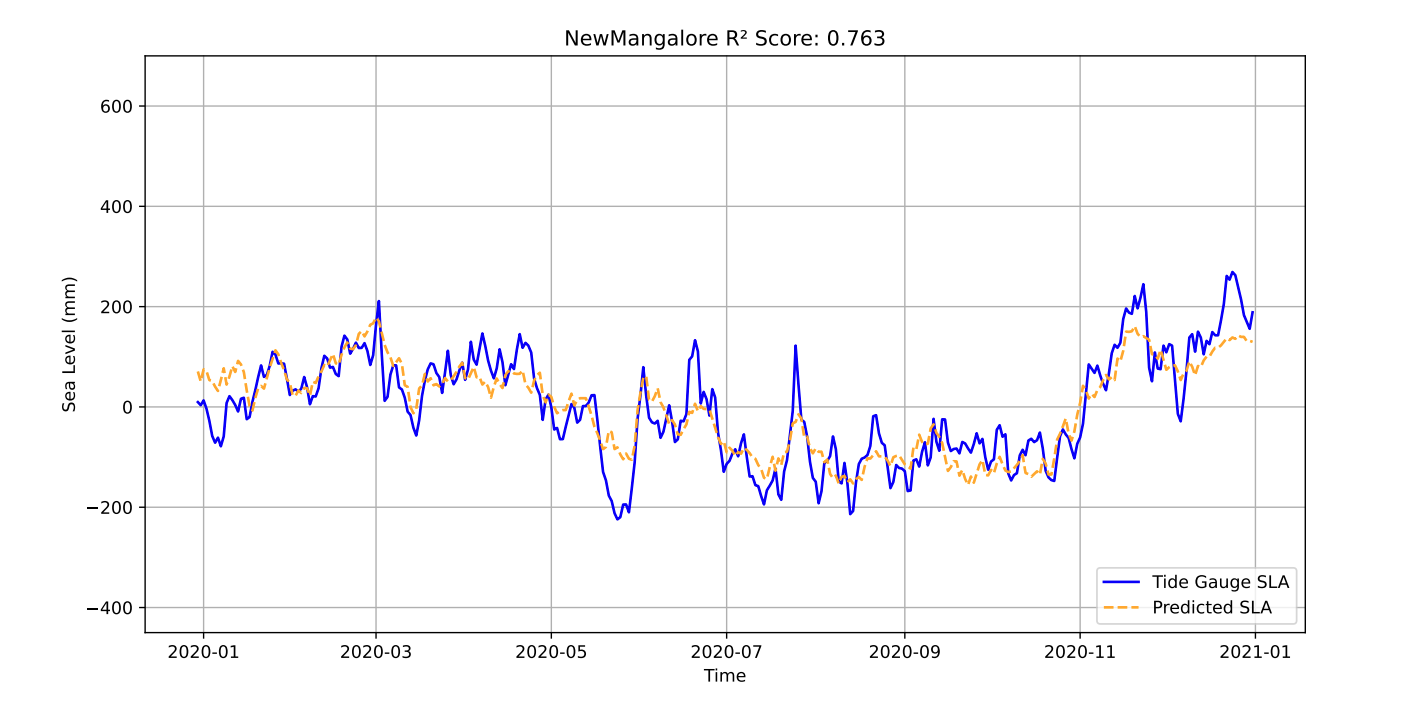 NewMangalore R² Score: 0.763
600
400
200
0
−200
−400
Sea Level (mm)
2020-01
2020-03
2020-05
2020-07
2020-09
2020-11
2021-01
Time
Tide Gauge SLA
Predicted SLA